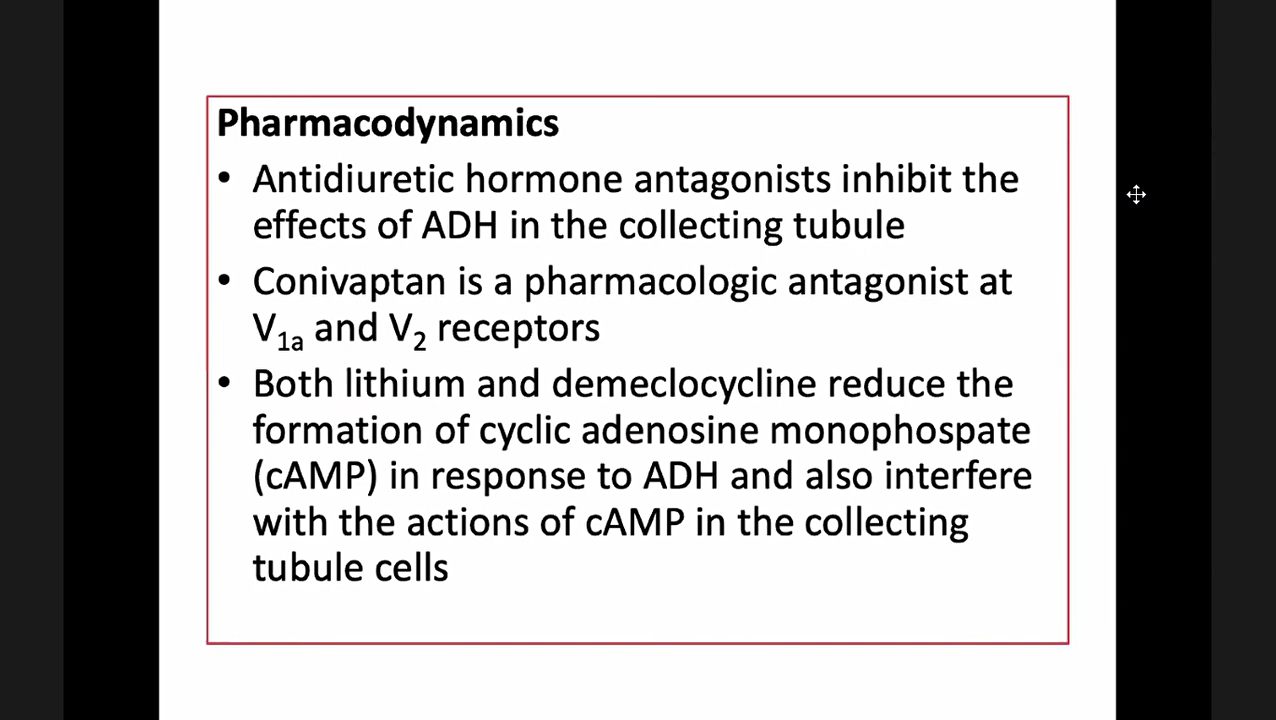 Pharmacodynamics
• Antidiuretic hormone antagonists inhibit the
effects of ADH in the collecting tubule
• Conivaptan is a pharmacologic antagonist at
V1a and V2 receptors
• Both lithium and demeclocycline reduce the
formation of cyclic adenosine monophospate
(cAMP) in response to ADH and also interfere
with the actions of cAMP in the collecting
tubule cells